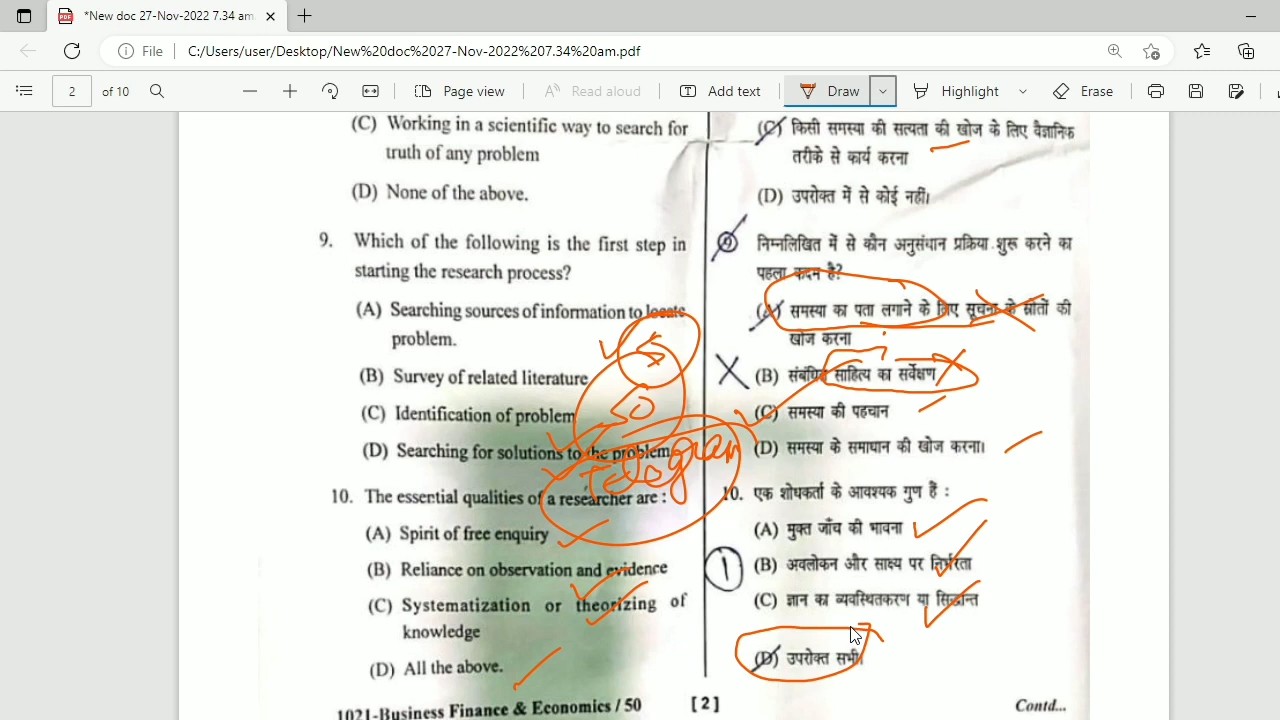 *New doc 27-Nov-2022 7.34 am.
File
C:/Users/user/Desktop/New%20doc%2027-Nov-2022%207.34%20am.pdf
2 of 10
Page view
Read aloud
Add text
Draw
Highlight
Erase
(C) Working in a scientific way to search for
truth of any problem
(D) None of the above.
9. Which of the following is the first step in
starting the research process?
(A) Searching sources of information to locate
problem.
(B) Survey of related literature
(C) Identification of problem
(D) Searching for solutions to the problem
10. The essential qualities of a researcher are :
(A) Spirit of free enquiry
(B) Reliance on observation and evidence
(C) Systematization or theorizing of
knowledge
(D) All the above.
1021-Business Finance & Economics / 50
[2]
(C) किसी समस्या की सत्यता की खोज के लिए वैज्ञानिक
तरीके से कार्य करना
(D) उपरोक्त में से कोई नहीं।
9 निम्नलिखित में से कौन अनुसंधान प्रक्रिया शुरू करने का
पहला कदम है?
(A) समस्या का पता लगाने के लिए सूचना के स्रोतों की
खोज करना
(B) संबंधित साहित्य का सर्वेक्षण
(C) समस्या की पहचान
(D) समस्या के समाधान की खोज करना।
10. एक शोधकर्ता के आवश्यक गुण हैं :
(A) मुक्त जाँच की भावना
(B) अवलोकन और साक्ष्य पर निर्भरता
(C) ज्ञान का व्यवस्थितकरण या सिद्धान्त
(D) उपरोक्त सभी।
Contd...
50
Telegram
1